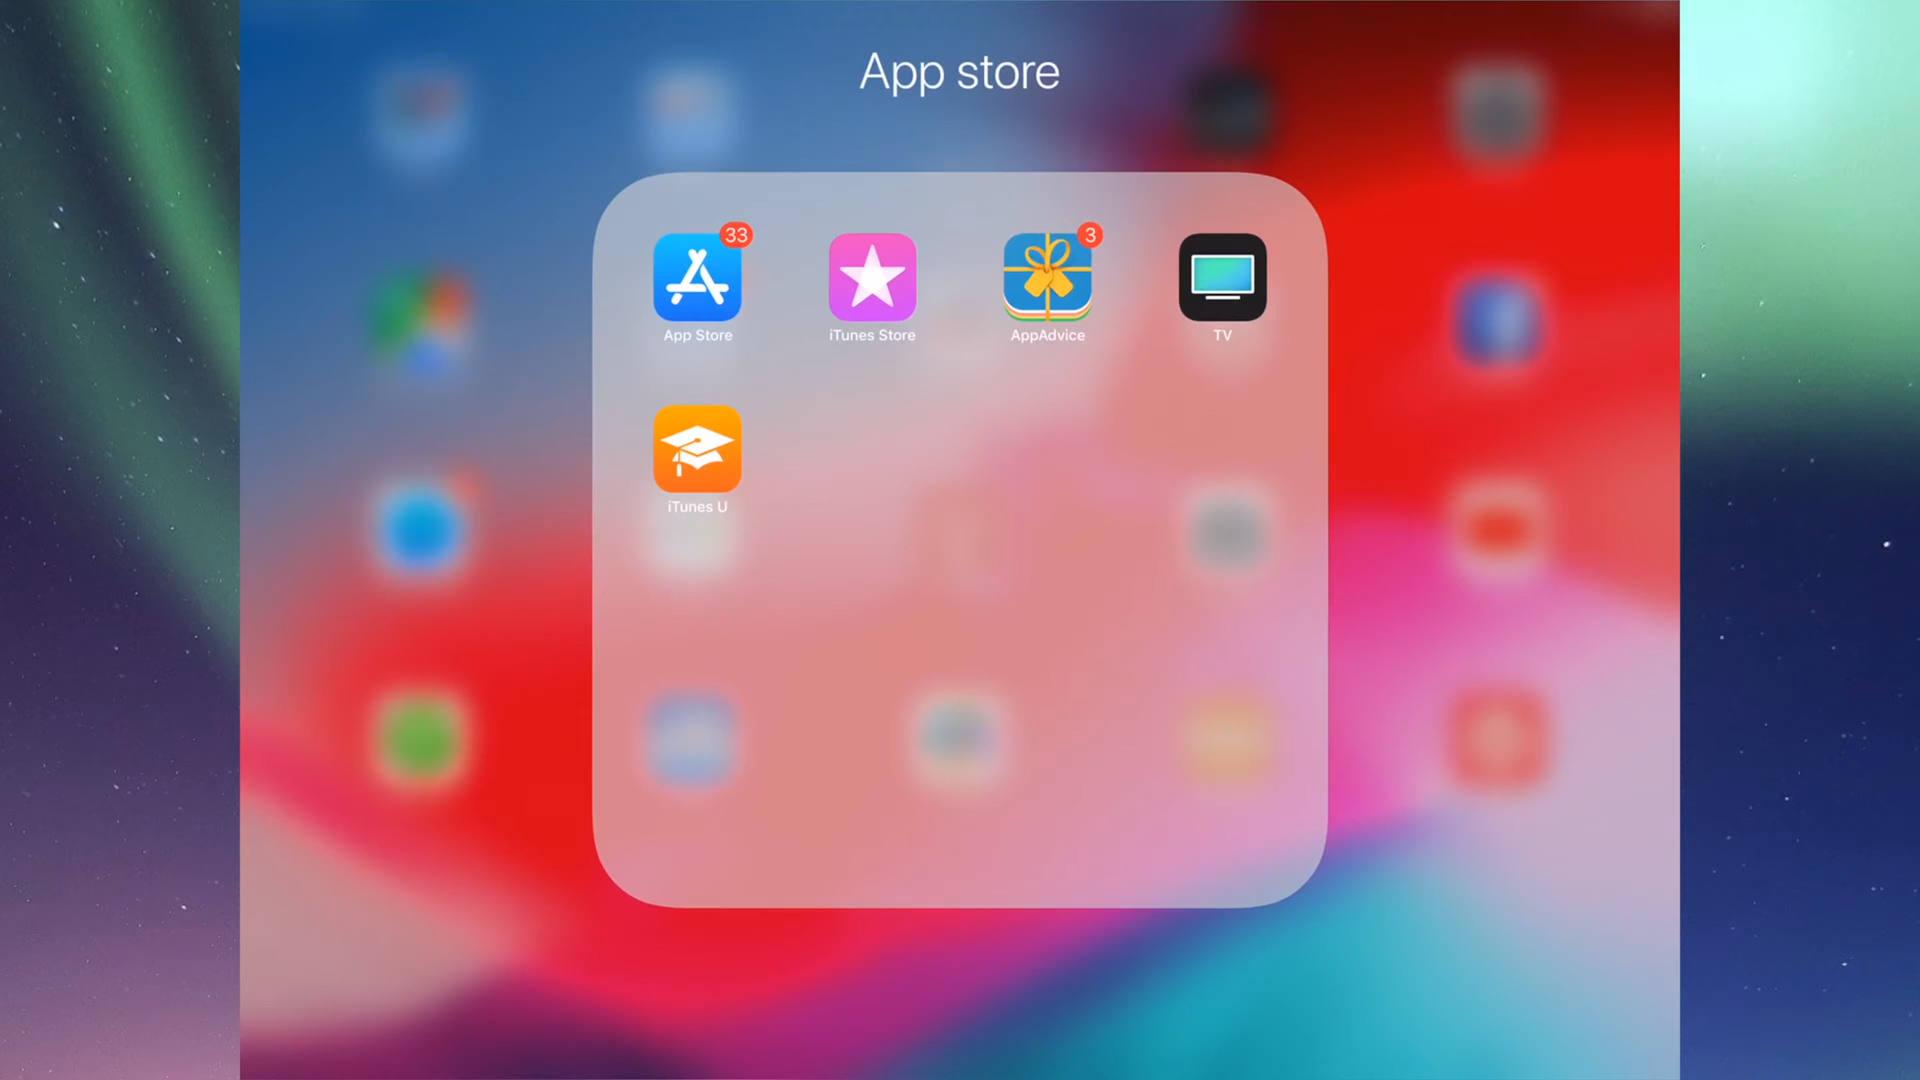 App store
33
3
App Store
iTunes Store
AppAdvice
TV
iTunes U